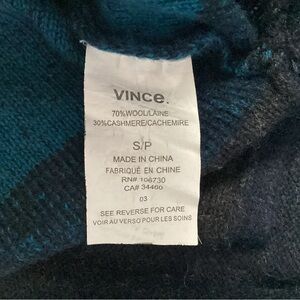 VINCe.
70%WOOL/LAINE
30%CASHMERE/CACHEMIRE
S/P
MADE IN CHINA
FABRIQUÉ EN CHINE
RN# 106730
CA# 34400
03
SEE REVERSE FOR CARE
VOIR AU VERSO POUR LES SOINS